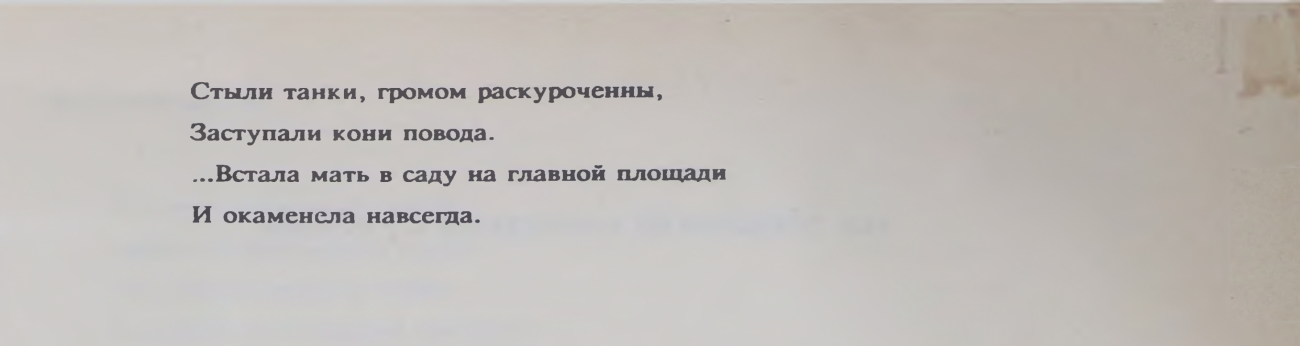 Стыли танки, громом раскуроченны,
Заступали кони повода.
...Встала мать в саду на главной площади
И окаменела навсегда.